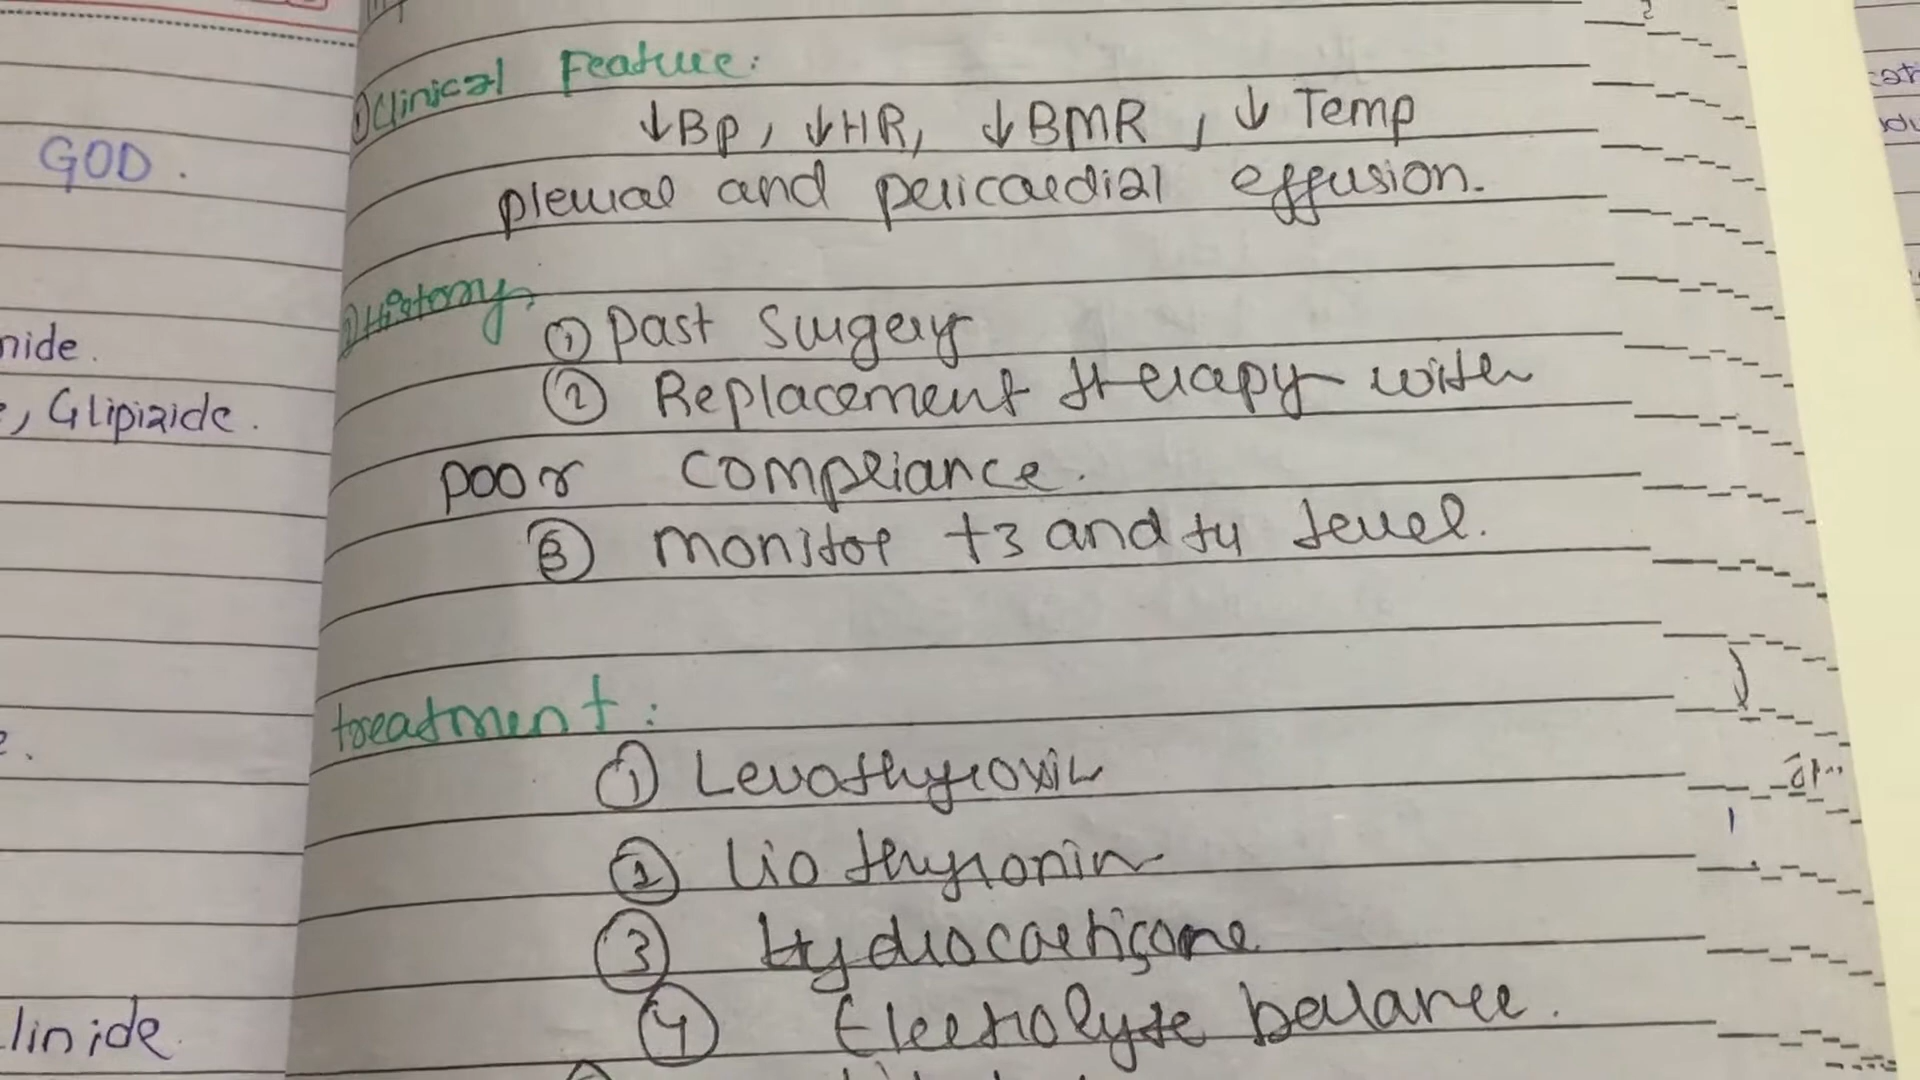 GOD.
nide.
, Glipizide.
linide
Clinical Feature:
↓Bp, ↓HR, ↓BMR, ↓ Temp
pleural and pericardial effusion.
History,
① past surgery
② Replacement therapy with
poor compliance.
③ monitor t3 and t4 level.
treatment:
① Levothyroxin
② Liothyronin
③ Hydrocortisone
④ Electrolyte balance.